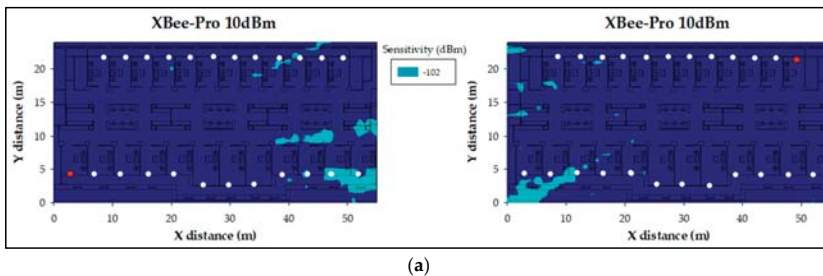 XBee-Pro 10dBm
Y distance (m)
20
15
10
5
0
0 10 20 30 40 50
X distance (m)
Sensitivity (dBm)
-102
XBee-Pro 10dBm
Y distance (m)
20
15
10
5
0
0 10 20 30 40 50
X distance (m)
(a)